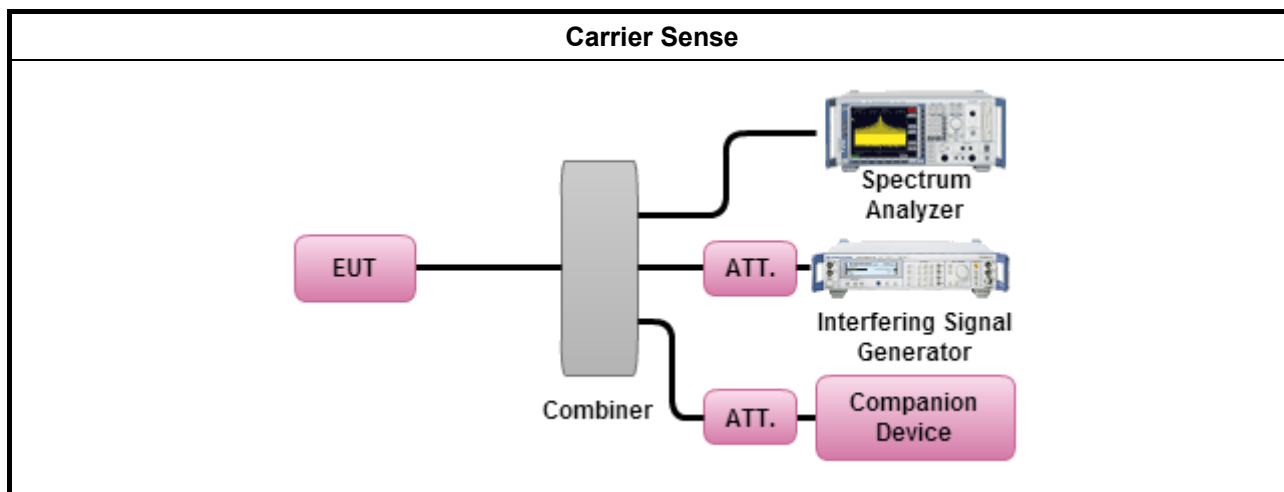 Carrier Sense
Spectrum
Analyzer
EUT
ATT.
Interfering Signal
Generator
Combiner
ATT.
Companion
Device